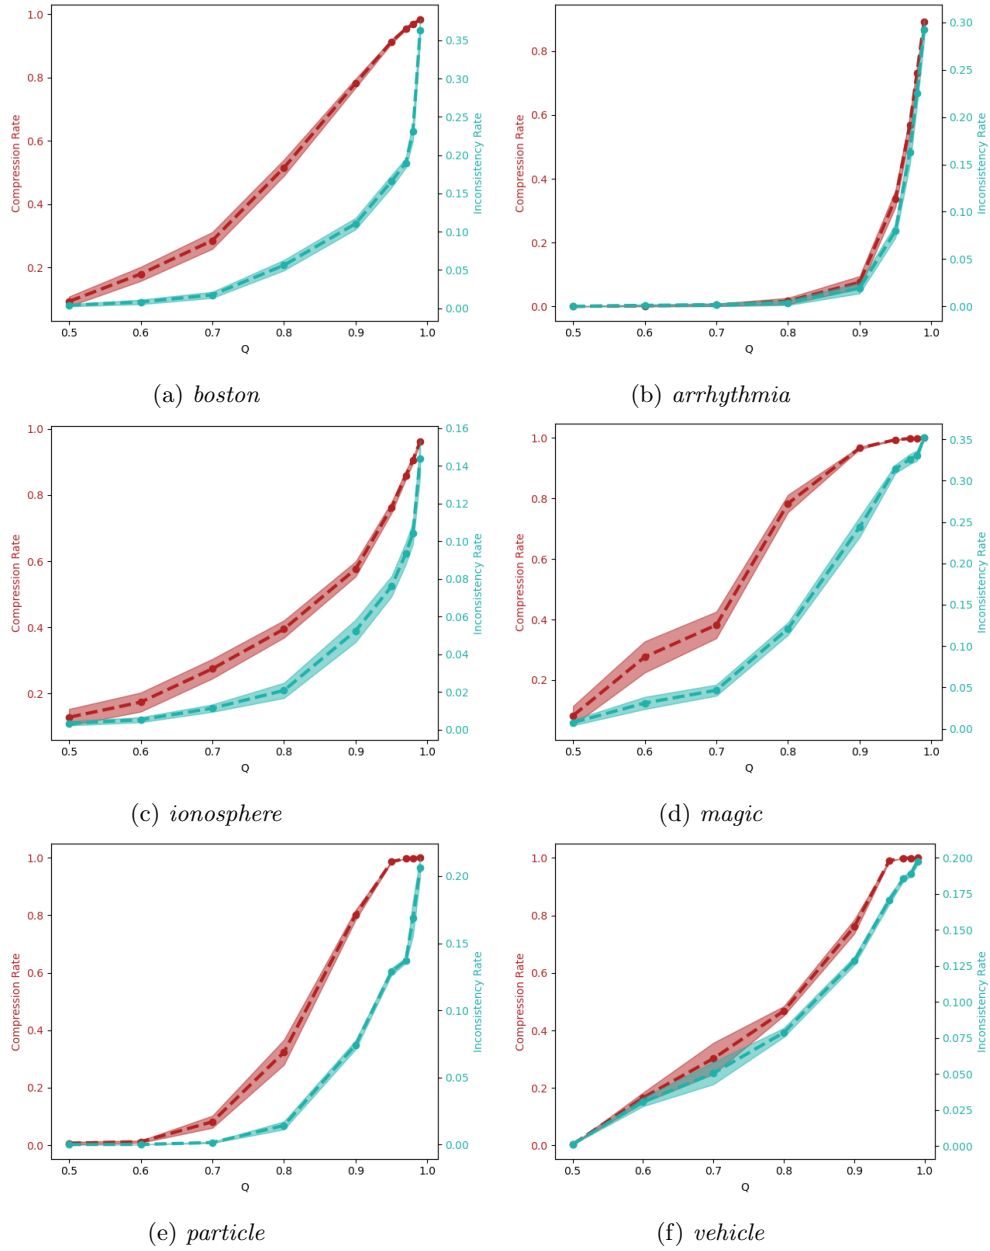 1.0
0.8
0.6
0.4
0.2
Compression Rate
0.35
0.30
0.25
0.20
0.15
0.10
0.05
0.00
Inconsistency Rate
0.5 0.6 0.7 0.8 0.9 1.0
Q
(a) boston
0.8
0.6
0.4
0.2
0.0
Compression Rate
0.30
0.25
0.20
0.15
0.10
0.05
0.00
Inconsistency Rate
0.5 0.6 0.7 0.8 0.9 1.0
Q
(b) arrhythmia
1.0
0.8
0.6
0.4
0.2
Compression Rate
0.16
0.14
0.12
0.10
0.08
0.06
0.04
0.02
0.00
Inconsistency Rate
0.5 0.6 0.7 0.8 0.9 1.0
Q
(c) ionosphere
1.0
0.8
0.6
0.4
0.2
Compression Rate
0.35
0.30
0.25
0.20
0.15
0.10
0.05
0.00
Inconsistency Rate
0.5 0.6 0.7 0.8 0.9 1.0
Q
(d) magic
1.0
0.8
0.6
0.4
0.2
0.0
Compression Rate
0.20
0.15
0.10
0.05
0.00
Inconsistency Rate
0.5 0.6 0.7 0.8 0.9 1.0
Q
(e) particle
1.0
0.8
0.6
0.4
0.2
0.0
Compression Rate
0.200
0.175
0.150
0.125
0.100
0.075
0.050
0.025
0.000
Inconsistency Rate
0.5 0.6 0.7 0.8 0.9 1.0
Q
(f) vehicle